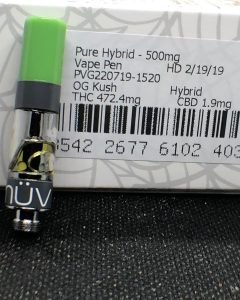 Pure Hybrid - 500mg
Vape Pen HD 2/19/19
PVG220719-1520
OG Kush Hybrid
THC 472.4mg CBD 1.9mg
8542 2677 6102 403
nüv